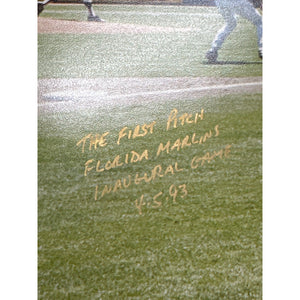 THE FIRST PITCH
FLORIDA MARLINS
INAUGURAL GAME
4.5.93